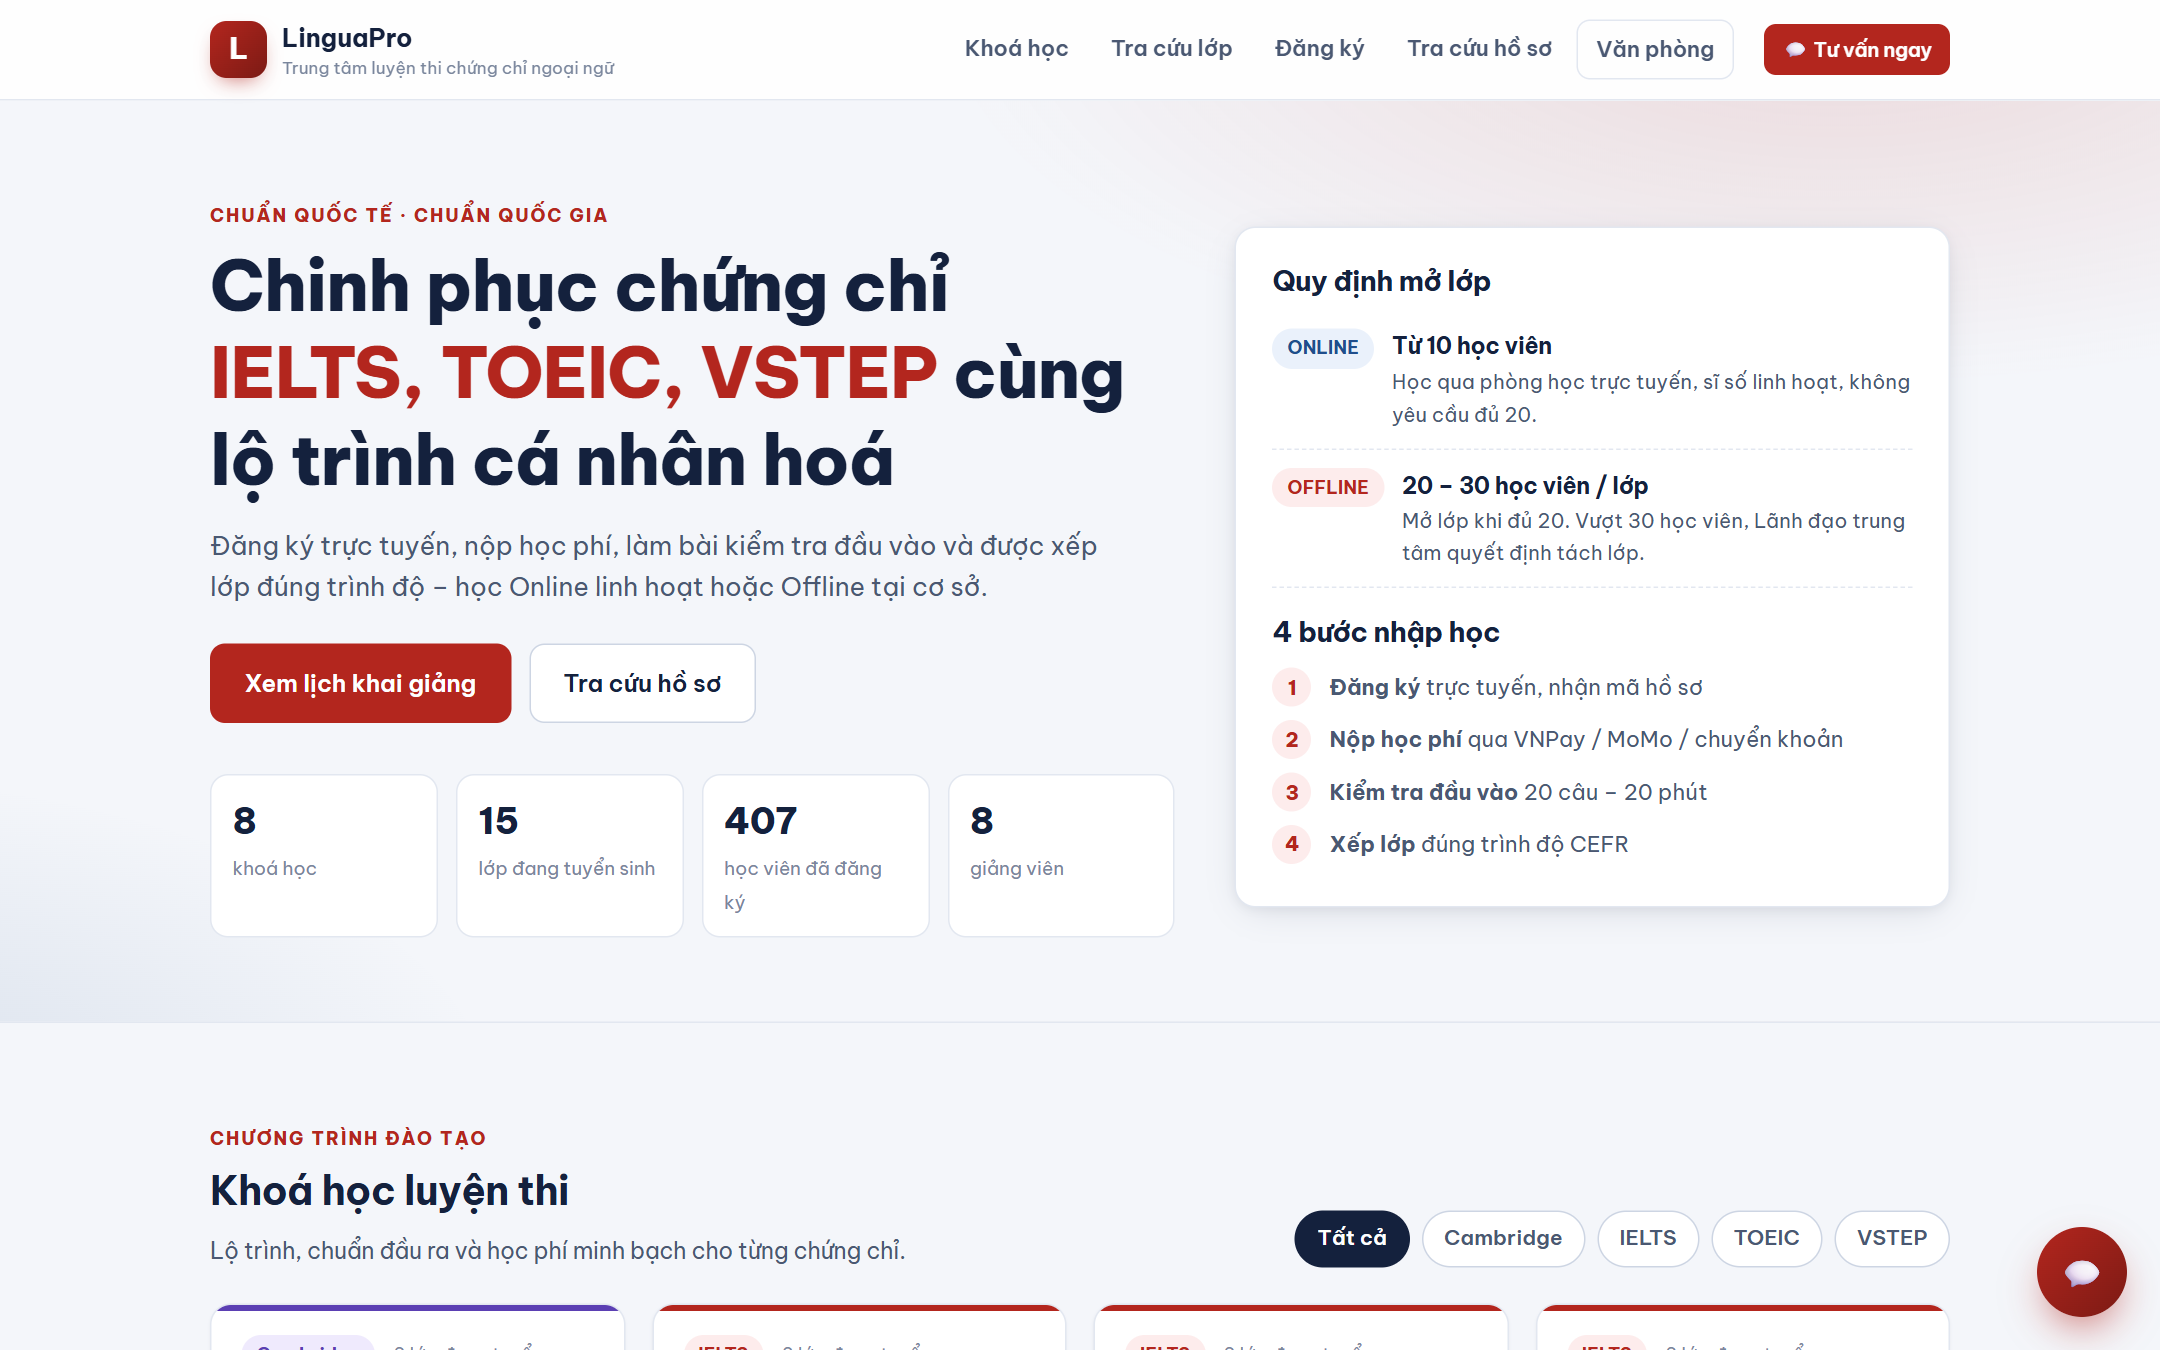 L
LinguaPro
Trung tâm luyện thi chứng chỉ ngoại ngữ
Khoá học
Tra cứu lớp
Đăng ký
Tra cứu hồ sơ
Văn phòng
Tư vấn ngay
CHUẨN QUỐC TẾ · CHUẨN QUỐC GIA
Chinh phục chứng chỉ
IELTS, TOEIC, VSTEP cùng
lộ trình cá nhân hoá
Đăng ký trực tuyến, nộp học phí, làm bài kiểm tra đầu vào và được xếp
lớp đúng trình độ – học Online linh hoạt hoặc Offline tại cơ sở.
Xem lịch khai giảng
Tra cứu hồ sơ
8
khoá học
15
lớp đang tuyển sinh
407
học viên đã đăng
ký
8
giảng viên
Quy định mở lớp
ONLINE
Từ 10 học viên
Học qua phòng học trực tuyến, sĩ số linh hoạt, không
yêu cầu đủ 20.
OFFLINE
20 – 30 học viên / lớp
Mở lớp khi đủ 20. Vượt 30 học viên, Lãnh đạo trung
tâm quyết định tách lớp.
4 bước nhập học
1 Đăng ký trực tuyến, nhận mã hồ sơ
2 Nộp học phí qua VNPay / MoMo / chuyển khoản
3 Kiểm tra đầu vào 20 câu – 20 phút
4 Xếp lớp đúng trình độ CEFR
CHƯƠNG TRÌNH ĐÀO TẠO
Khoá học luyện thi
Lộ trình, chuẩn đầu ra và học phí minh bạch cho từng chứng chỉ.
Tất cả
Cambridge
IELTS
TOEIC
VSTEP